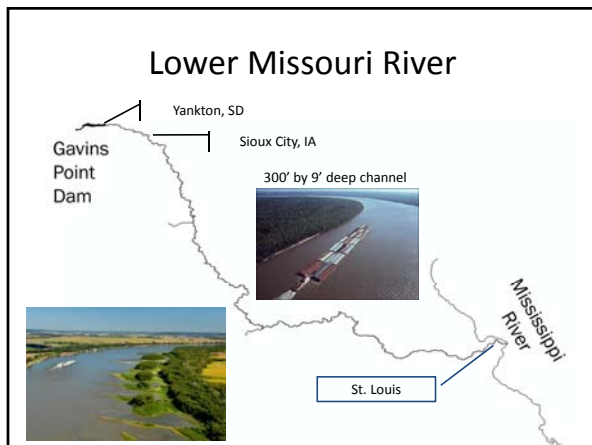 Lower Missouri River
Yankton, SD
Sioux City, IA
Gavins
Point
Dam
300’ by 9’ deep channel
Mississippi
River
St. Louis